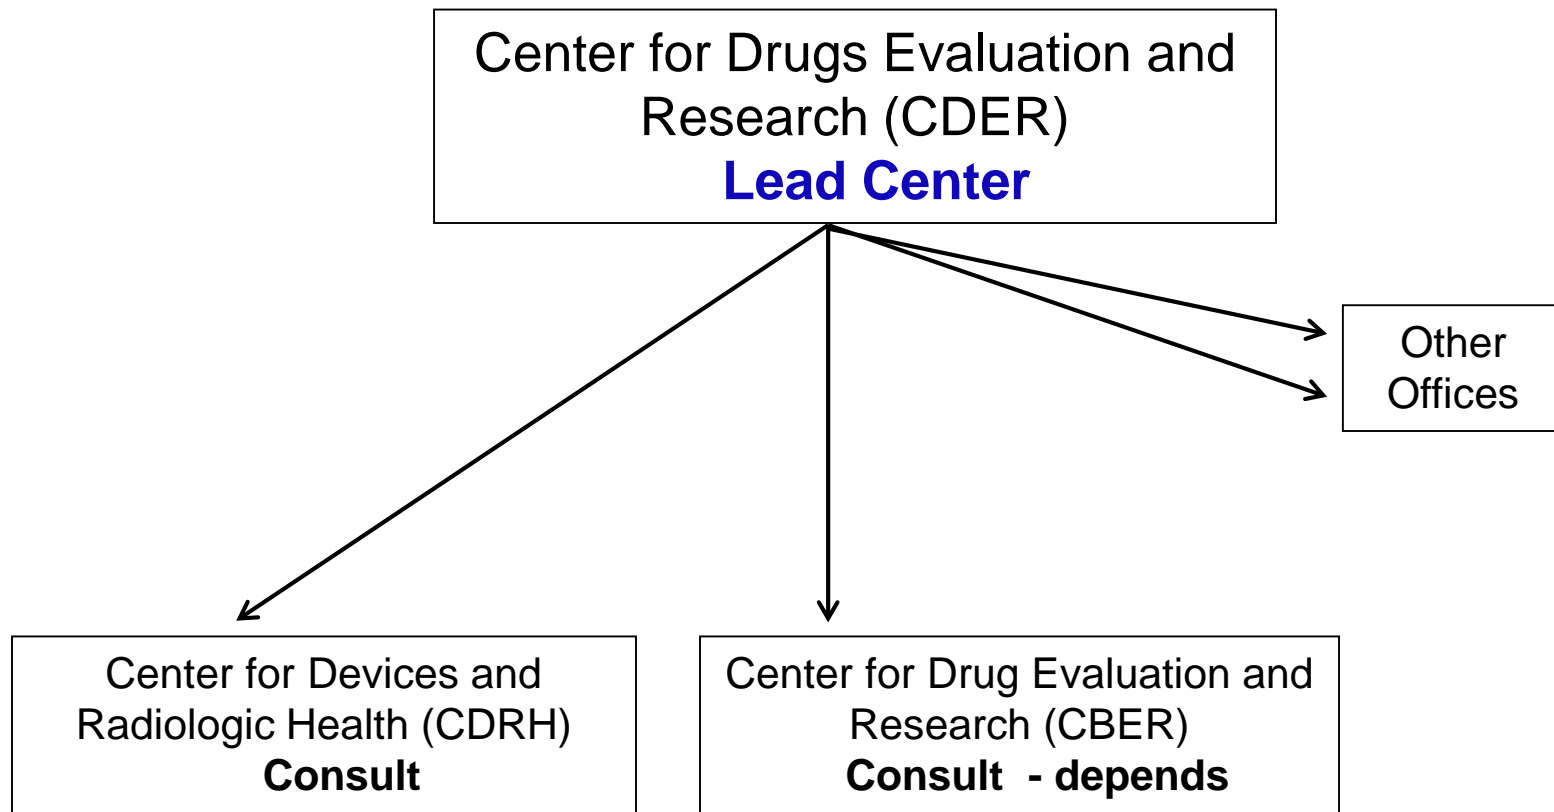 Center for Drugs Evaluation and
Research (CDER)
Lead Center
Other
Offices
Center for Devices and
Radiologic Health (CDRH)
Consult
Center for Drug Evaluation and
Research (CBER)
Consult - depends